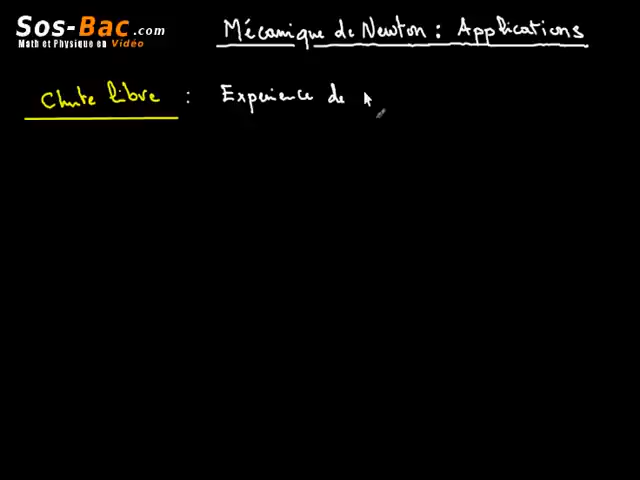 Sos-Bac.com
Math et Physique en Vidéo
Mécanique de Newton : Applications
Chute libre : Expérience de